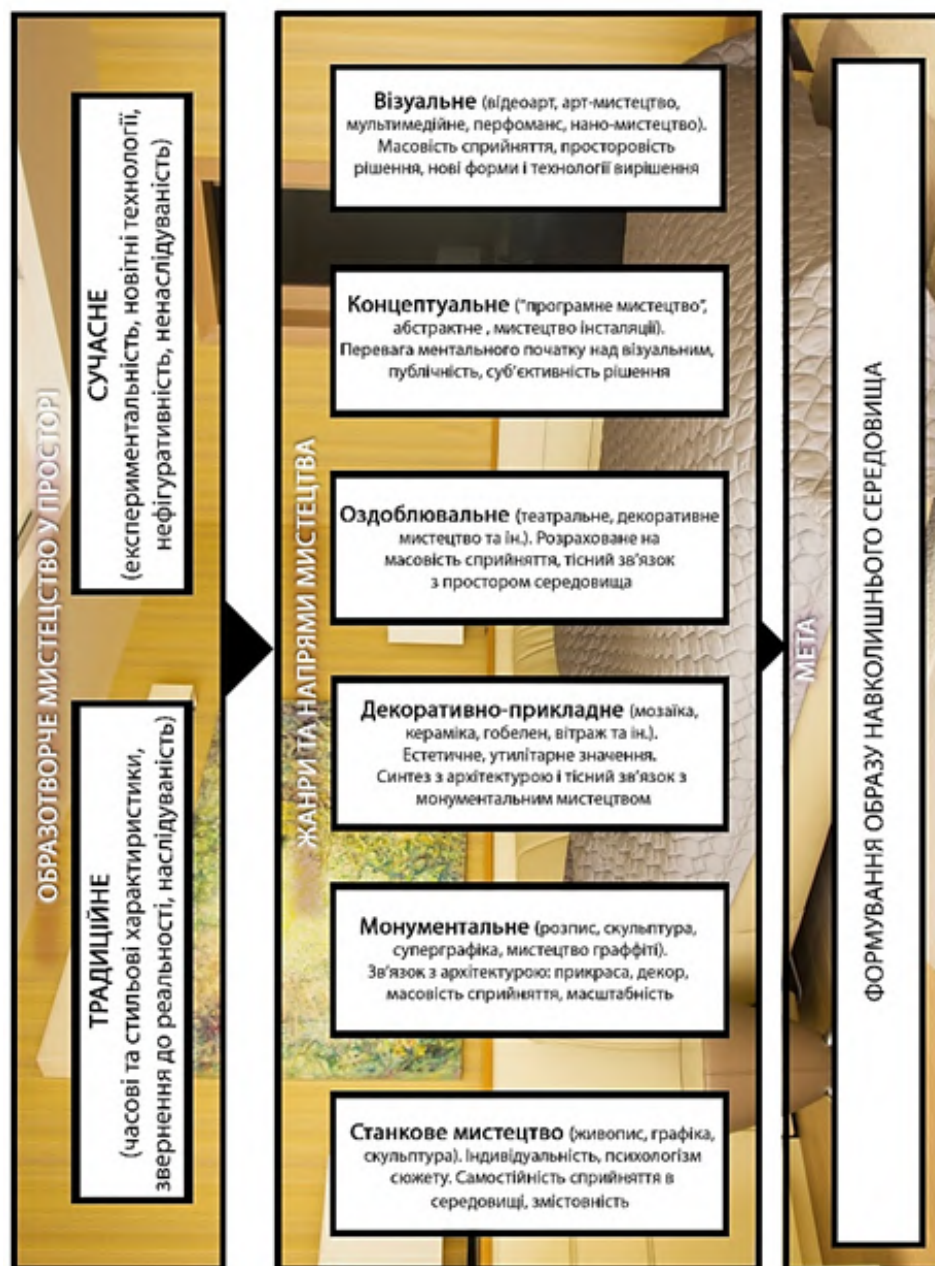 ОБРАЗОТВОРЧЕ МИСТЕЦСТВО У ПРОСТОРІ
СУЧАСНЕ
(експериментальність, новітні технології,
нефігуративність, ненаслідуваність)
ТРАДИЦІЙНЕ
(часові та стильові характиристики,
звернення до реальності, наслідуваність)
ЖАНРИ ТА НАПРЯМИ МИСТЕЦТВА
Візуальне (відеоарт, арт-мистецтво,
мультимедійне, перфоманс, нано-мистецтво).
Масовість сприйняття, просторовість
рішення, нові форми і технології вирішення
Концептуальне ("програмне мистецтво",
абстрактне , мистецтво інсталяції).
Перевага ментального початку над візуальним,
публічність, суб'єктивність рішення
Оздоблювальне (театральне, декоративне
мистецтво та ін.). Розраховане на
масовість сприйняття, тісний зв'язок
з простором середовища
Декоративно-прикладне (мозаїка,
кераміка, гобелен, вітраж та ін.).
Естетичне, утилітарне значення.
Синтез з архітектурою і тісний зв'язок з
монументальним мистецтвом
Монументальне (розпис, скульптура,
суперграфіка, мистецтво граффіті).
Зв'язок з архітектурою: прикраса, декор,
масовість сприйняття, масштабність
Станкове мистецтво (живопис, графіка,
скульптура). Індивідуальність, психологізм
сюжету. Самостійність сприйняття в
середовищі, змістовність
МЕТА
ФОРМУВАННЯ ОБРАЗУ НАВКОЛИШНЬОГО СЕРЕДОВИЩА